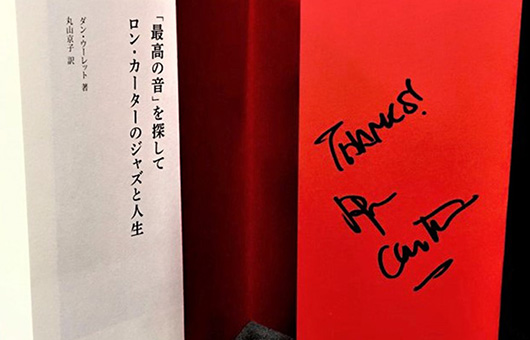 「最高の音」を探して
ロン・カーターのジャズと人生
ダン・ウーレット 著
丸山京子 訳
THANKS!